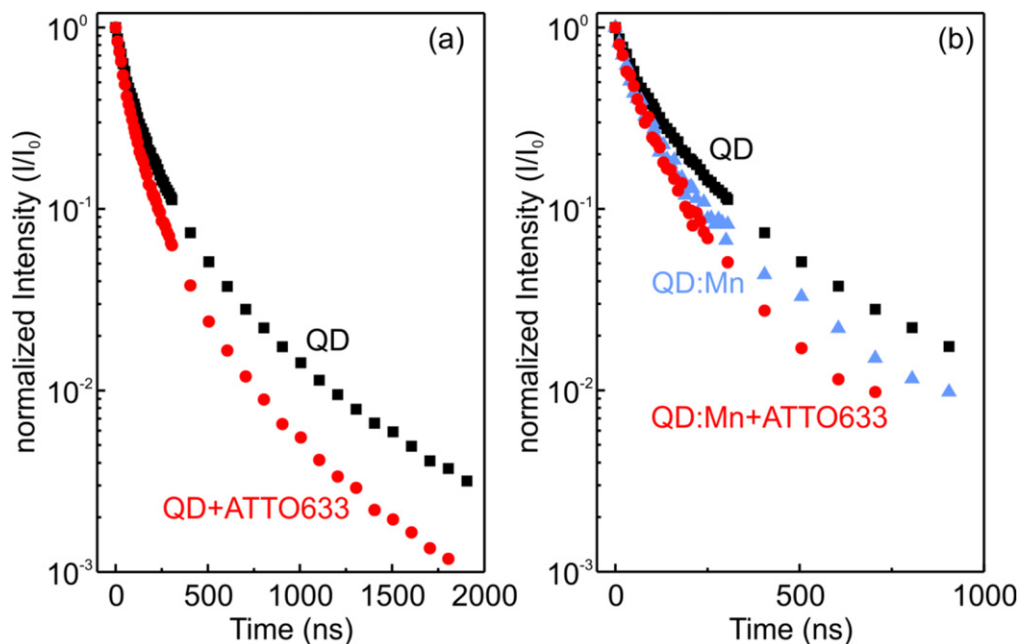 (a)
normalized Intensity (I/I₀)
10⁰
10⁻¹
10⁻²
10⁻³
QD
QD+ATTO633
0 500 1000 1500 2000
Time (ns)
(b)
normalized Intensity (I/I₀)
10⁰
10⁻¹
10⁻²
10⁻³
QD
QD:Mn
QD:Mn+ATTO633
0 500 1000
Time (ns)